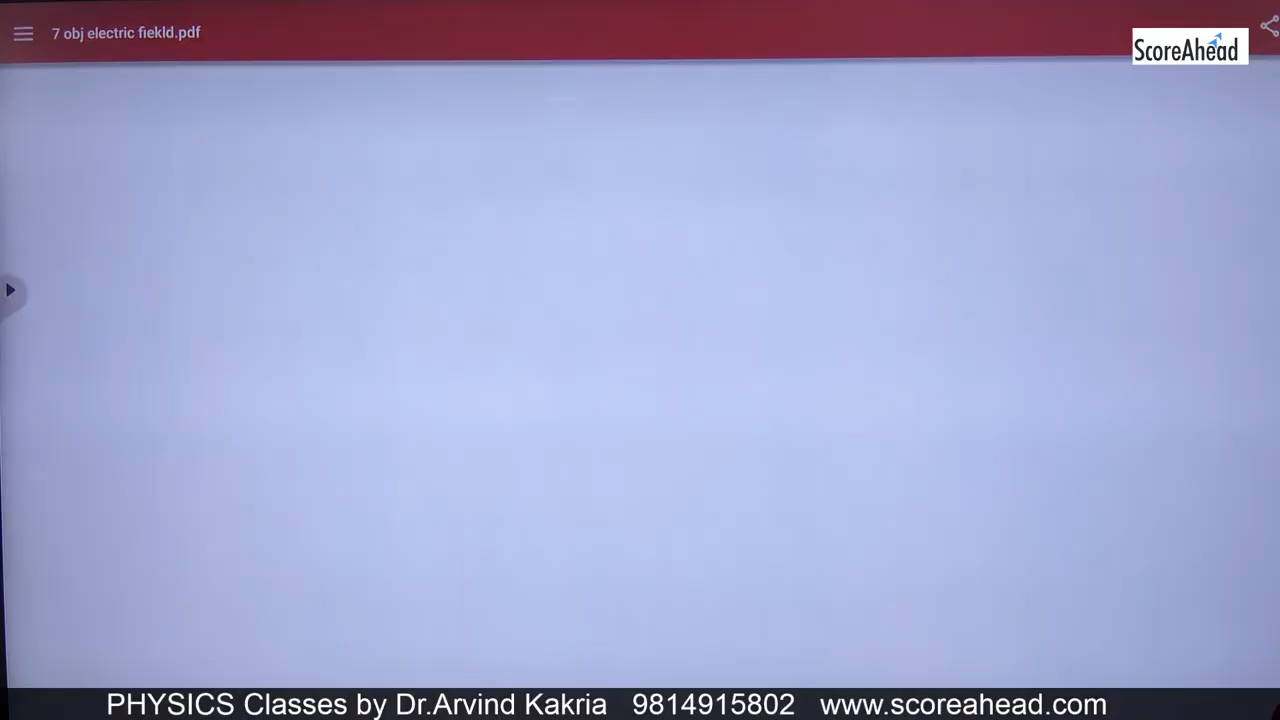 7 obj electric fiekld.pdf
ScoreAhead
PHYSICS Classes by Dr.Arvind Kakria 9814915802 www.scoreahead.com